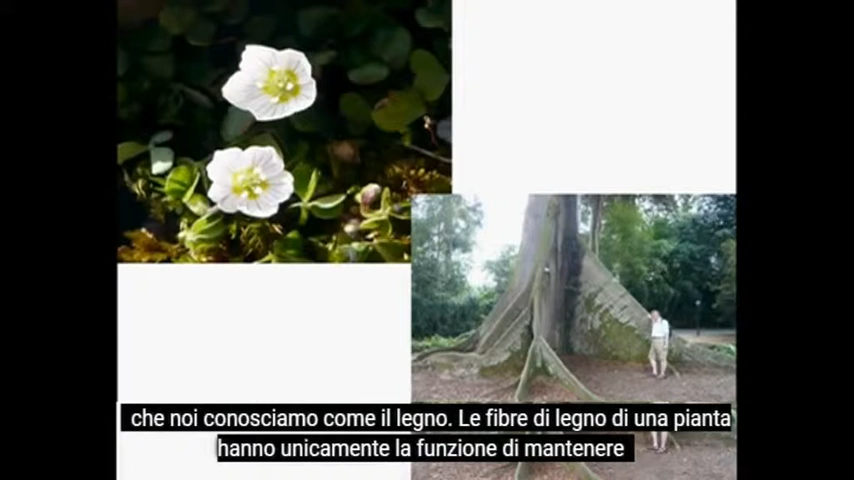 che noi conosciamo come il legno. Le fibre di legno di una pianta
hanno unicamente la funzione di mantenere